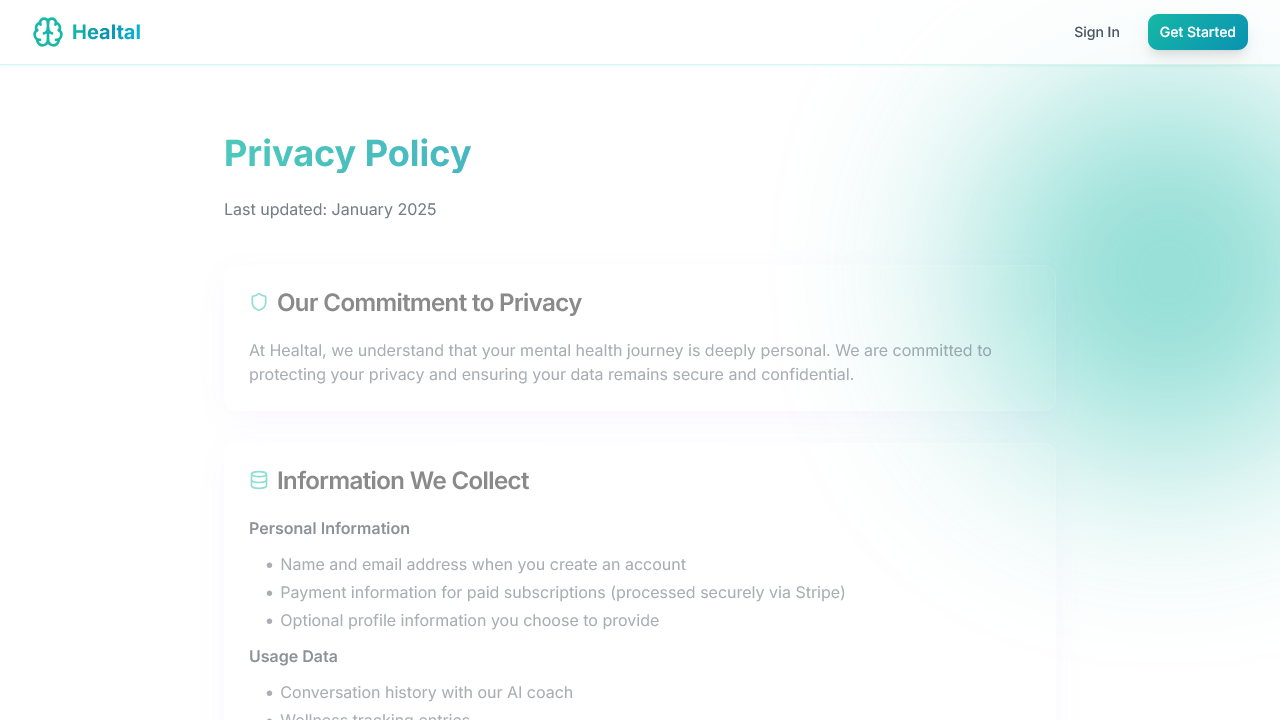 Healtal
Sign In
Get Started
Privacy Policy
Last updated: January 2025
Our Commitment to Privacy
At Healtal, we understand that your mental health journey is deeply personal. We are committed to
protecting your privacy and ensuring your data remains secure and confidential.
Information We Collect
Personal Information
• Name and email address when you create an account
• Payment information for paid subscriptions (processed securely via Stripe)
• Optional profile information you choose to provide
Usage Data
• Conversation history with our AI coach
• Wellness tracking entries